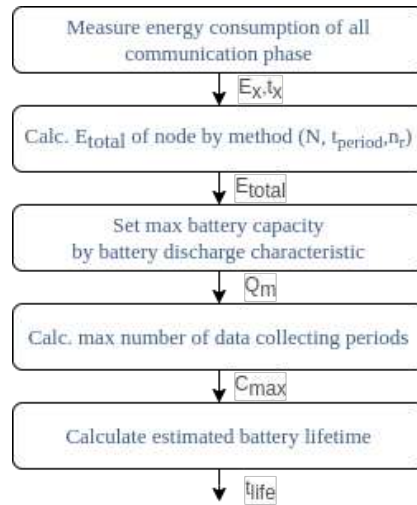 Measure energy consumption of all
communication phase
Ex,tx
Calc. Etotal of node by method (N, tperiod,nr)
Etotal
Set max battery capacity
by battery discharge characteristic
Qm
Calc. max number of data collecting periods
Cmax
Calculate estimated battery lifetime
tlife